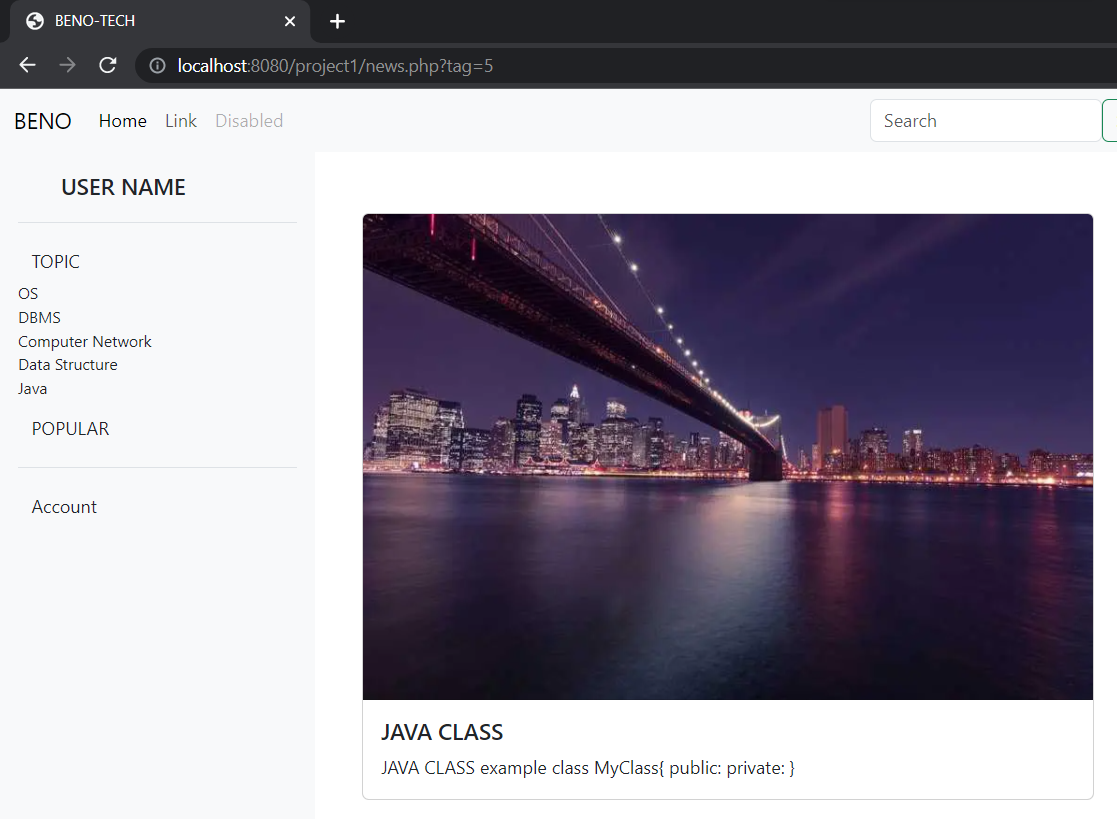 BENO-TECH
localhost:8080/project1/news.php?tag=5
BENO Home Link Disabled Search
USER NAME
TOPIC
OS
DBMS
Computer Network
Data Structure
Java
POPULAR
Account
JAVA CLASS
JAVA CLASS example class MyClass{ public: private: }